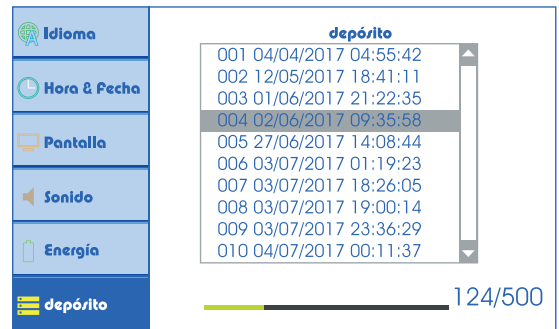 Idioma
Hora & Fecha
Pantalla
Sonido
Energía
depósito
depósito
001 04/04/2017 04:55:42
002 12/05/2017 18:41:11
003 01/06/2017 21:22:35
004 02/06/2017 09:35:58
005 27/06/2017 14:08:44
006 03/07/2017 01:19:23
007 03/07/2017 18:26:05
008 03/07/2017 19:00:14
009 03/07/2017 23:36:29
010 04/07/2017 00:11:37
124/500